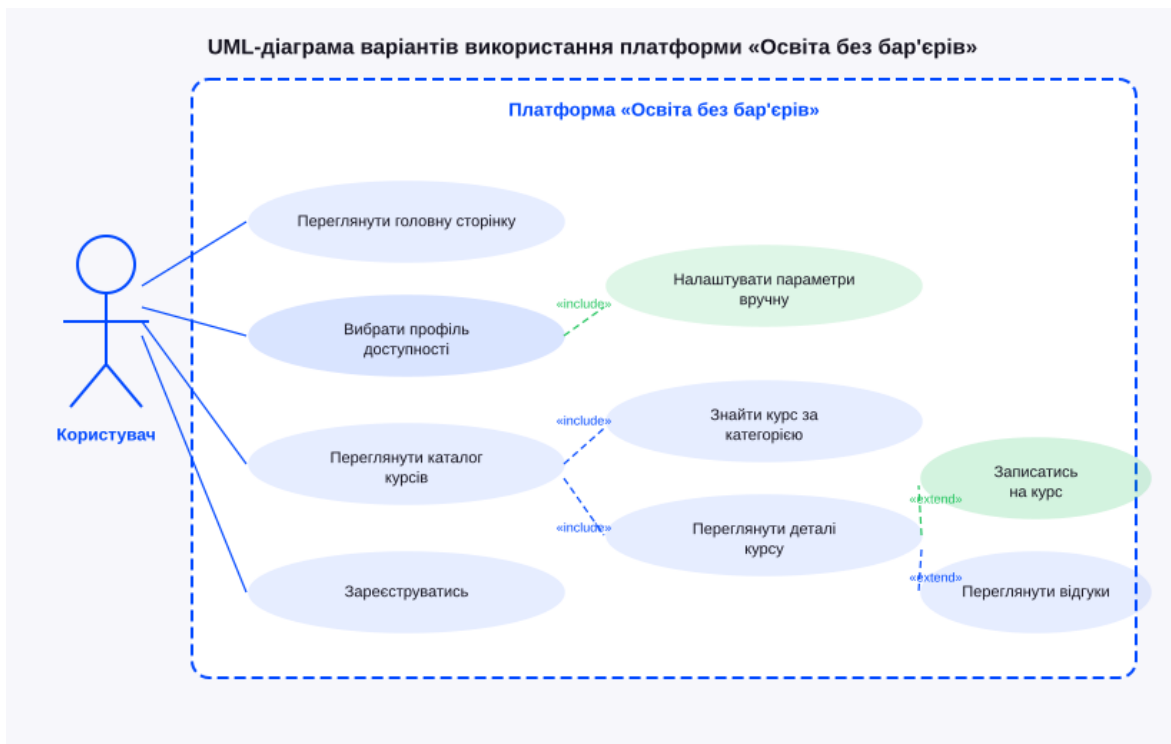 UML-діаграма варіантів використання платформи «Освіта без бар'єрів»
Платформа «Освіта без бар'єрів»
Переглянути головну сторінку
Налаштувати параметри
вручну
«include»
Вибрати профіль
доступності
Користувач
«include»
Знайти курс за
категорією
Переглянути каталог
курсів
Записатись
на курс
«extend»
«include»
Переглянути деталі
курсу
«extend»
Зареєструватись
Переглянути відгуки